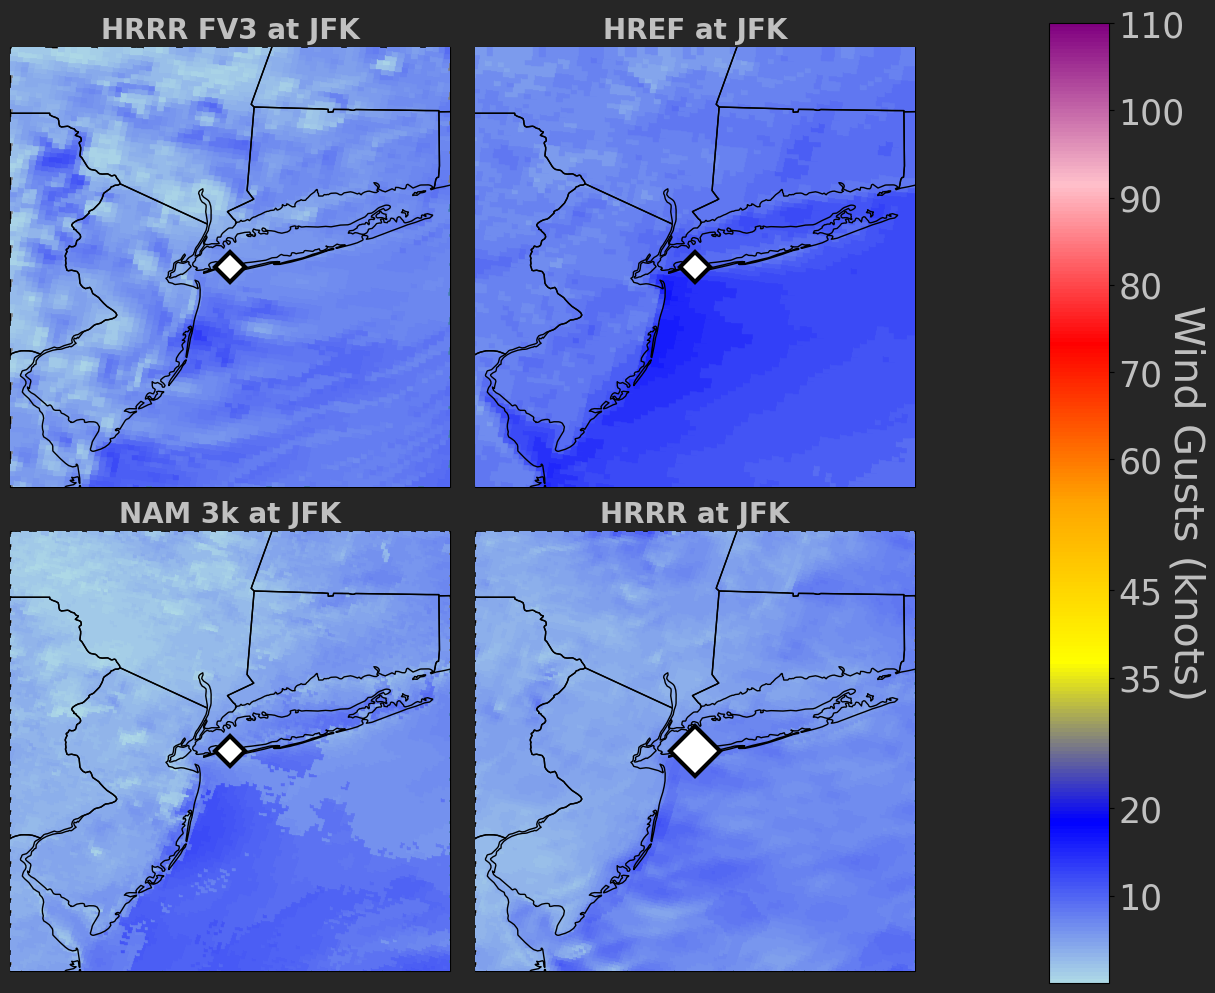 HRRR FV3 at JFK
HREF at JFK
NAM 3k at JFK
HRRR at JFK
110
100
90
80
70
60
45
35
20
10
Wind Gusts (knots)